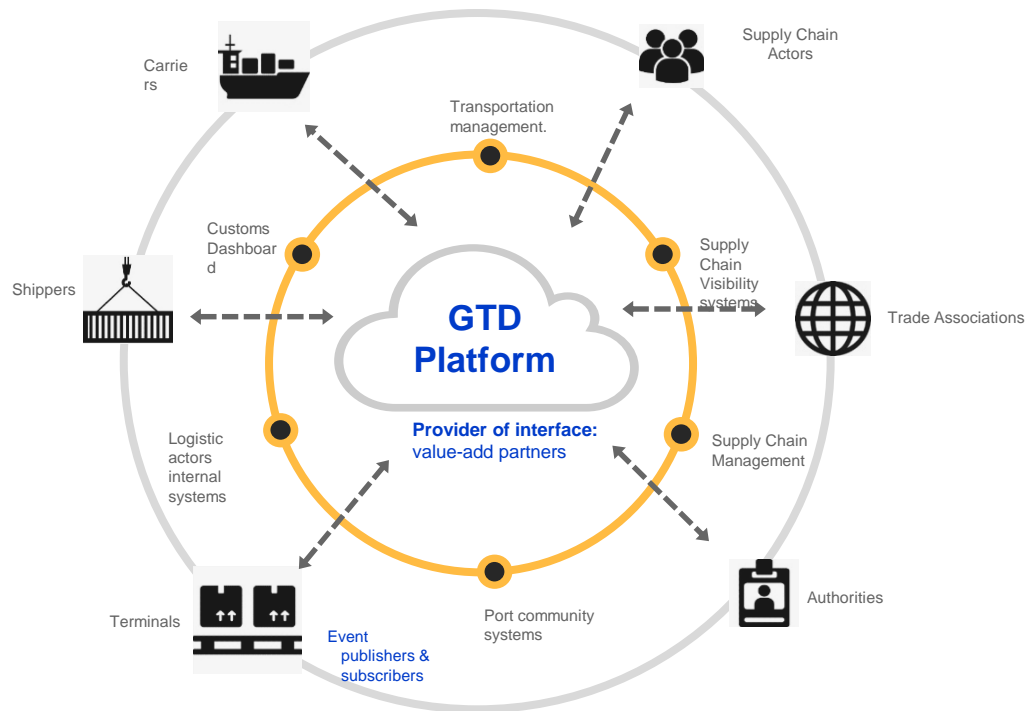 Supply Chain
Actors
Carrie
rs
Transportation
management.
Customs
Dashboar
d
Supply
Chain
Visibility
systems
Shippers
GTD
Platform
Trade Associations
Provider of interface:
value-add partners
Logistic
actors
internal
systems
Supply Chain
Management
Authorities
Terminals
Port community
systems
Event
publishers &
subscribers